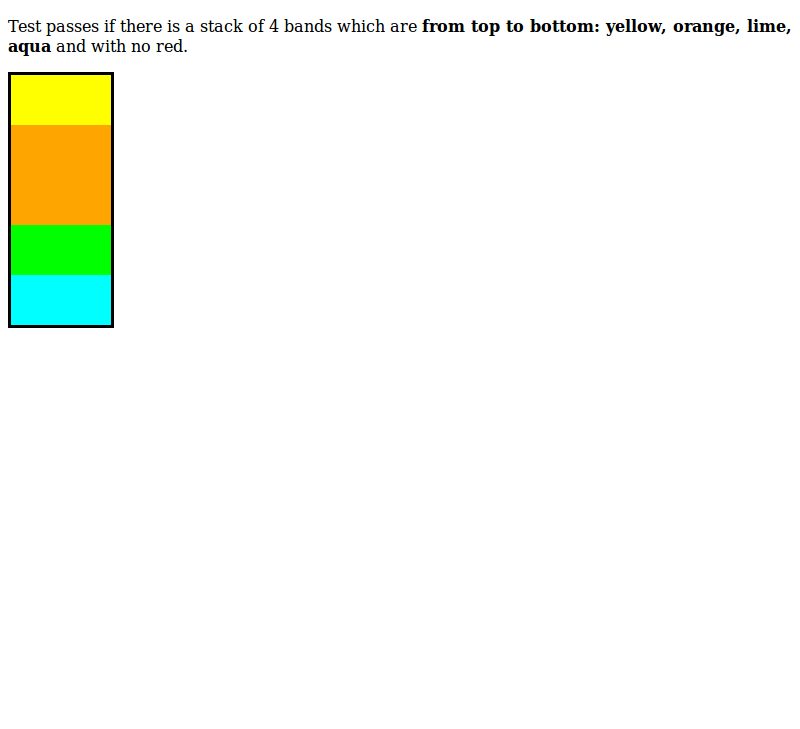 Test passes if there is a stack of 4 bands which are from top to bottom: yellow, orange, lime,
aqua and with no red.